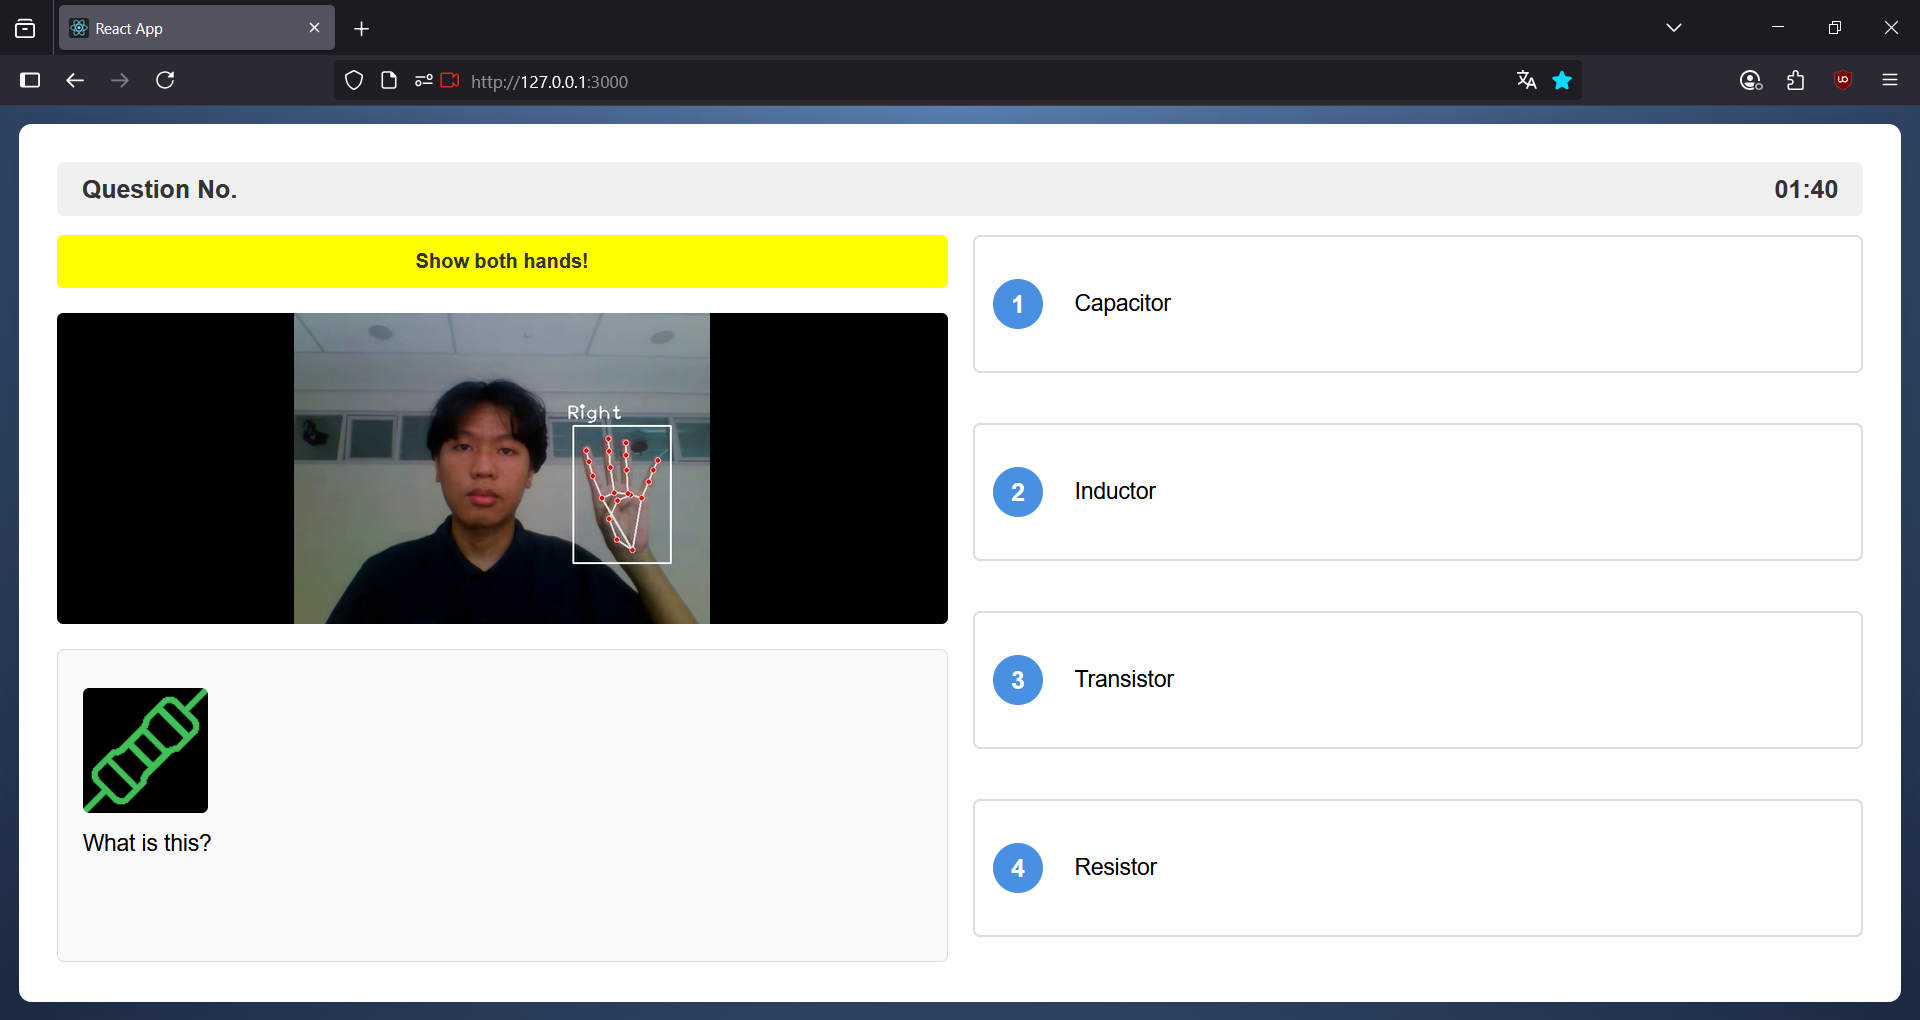 React App
http://127.0.0.1:3000
Question No.
01:40
Show both hands!
Right
What is this?
1 Capacitor
2 Inductor
3 Transistor
4 Resistor